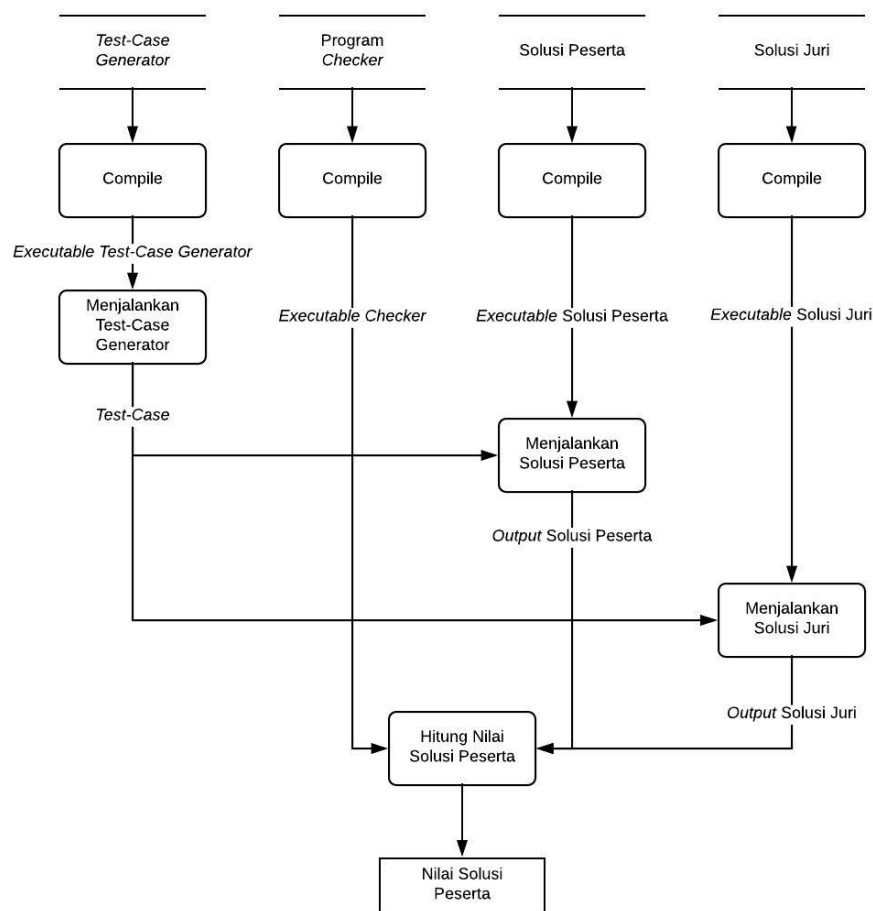 Test-Case
Generator
Program
Checker
Solusi Peserta
Solusi Juri
Compile
Compile
Compile
Compile
Executable Test-Case Generator
Menjalankan
Test-Case
Generator
Executable Checker
Executable Solusi Peserta
Executable Solusi Juri
Test-Case
Menjalankan
Solusi Peserta
Output Solusi Peserta
Menjalankan
Solusi Juri
Output Solusi Juri
Hitung Nilai
Solusi Peserta
Nilai Solusi
Peserta